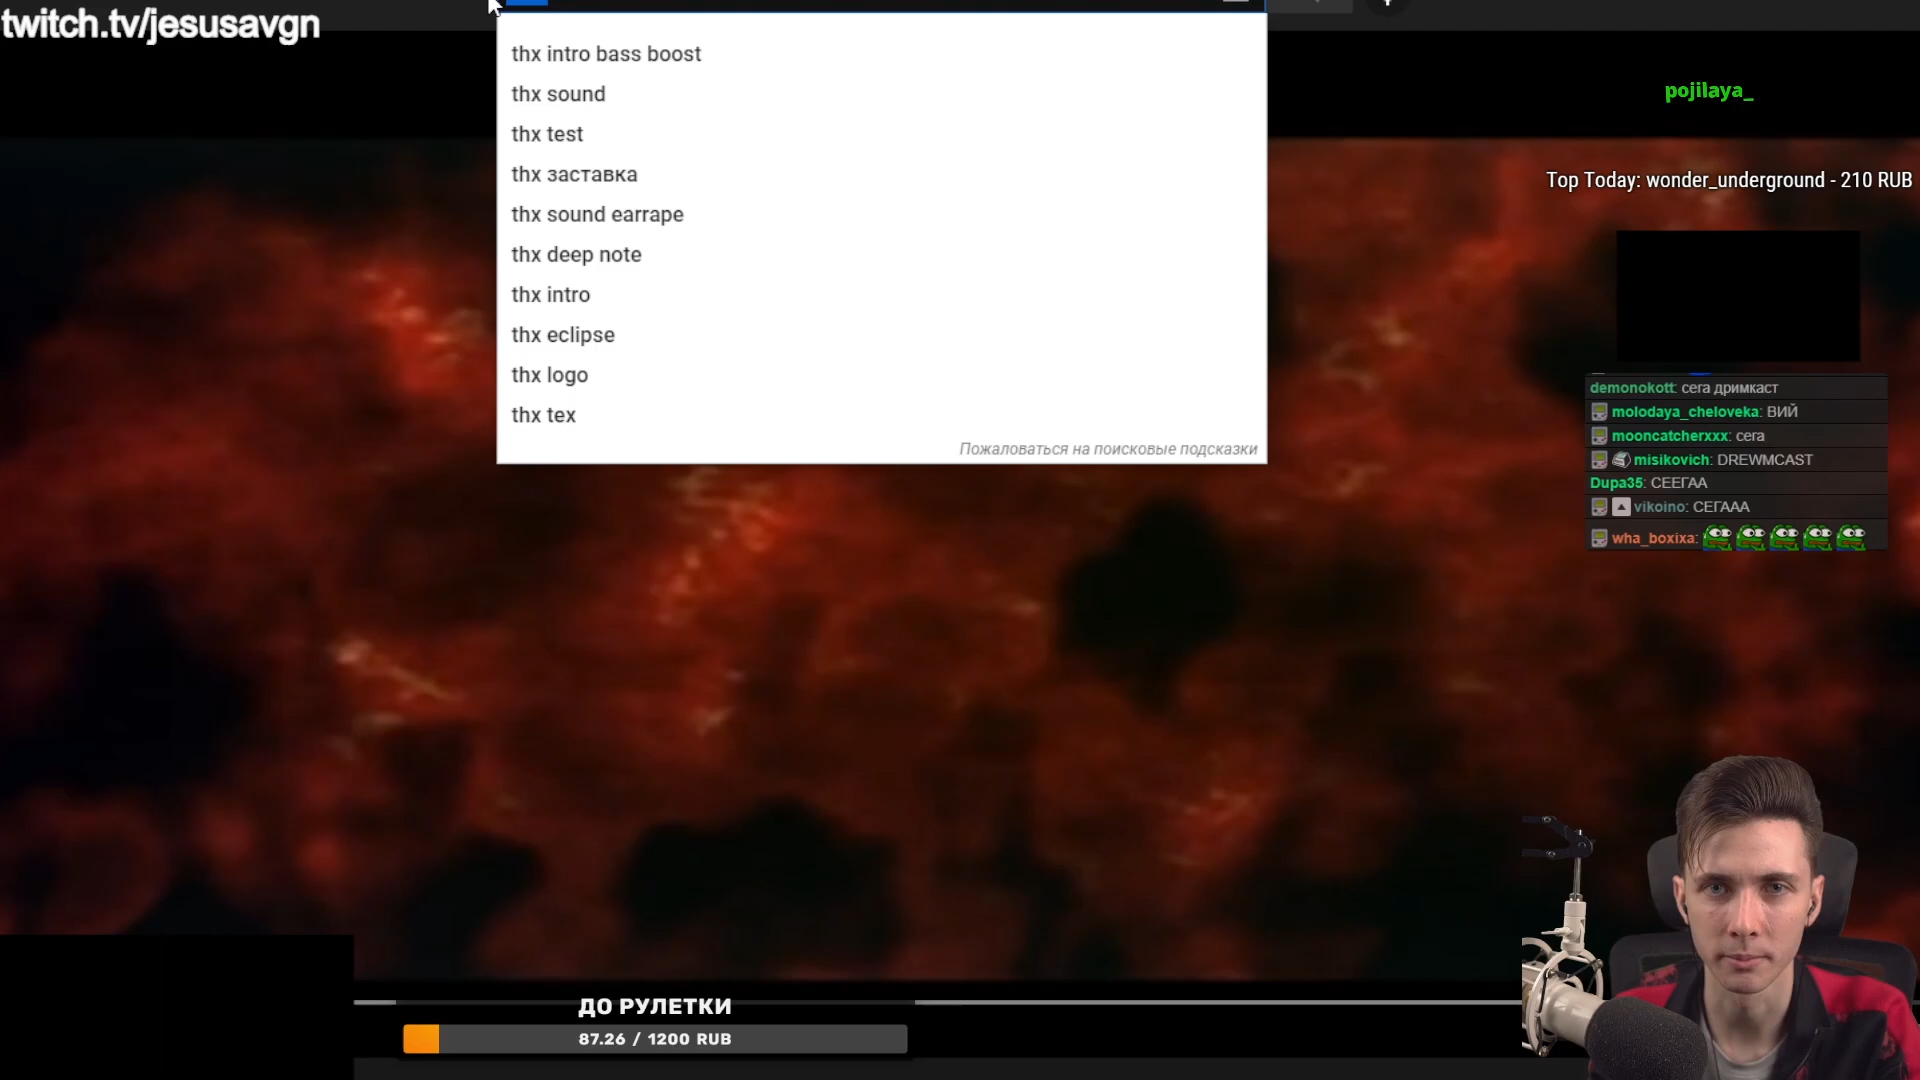 twitch.tv/jesusavgn
thx intro bass boost
thx sound
thx test
thx заставка
thx sound earrape
thx deep note
thx intro
thx eclipse
thx logo
thx tex
Пожаловаться на поисковые подсказки
pojilaya_
Top Today: wonder_underground - 210 RUB
demonokott: сега дримкаст
molodaya_cheloveka: ВИЙ
mooncatcherxxx: сега
misikovich: DREWMCAST
Dupa35: СЕЕГАА
vikoino: СЕГААА
wha_boxixa:
ДО РУЛЕТКИ
87.26 / 1200 RUB